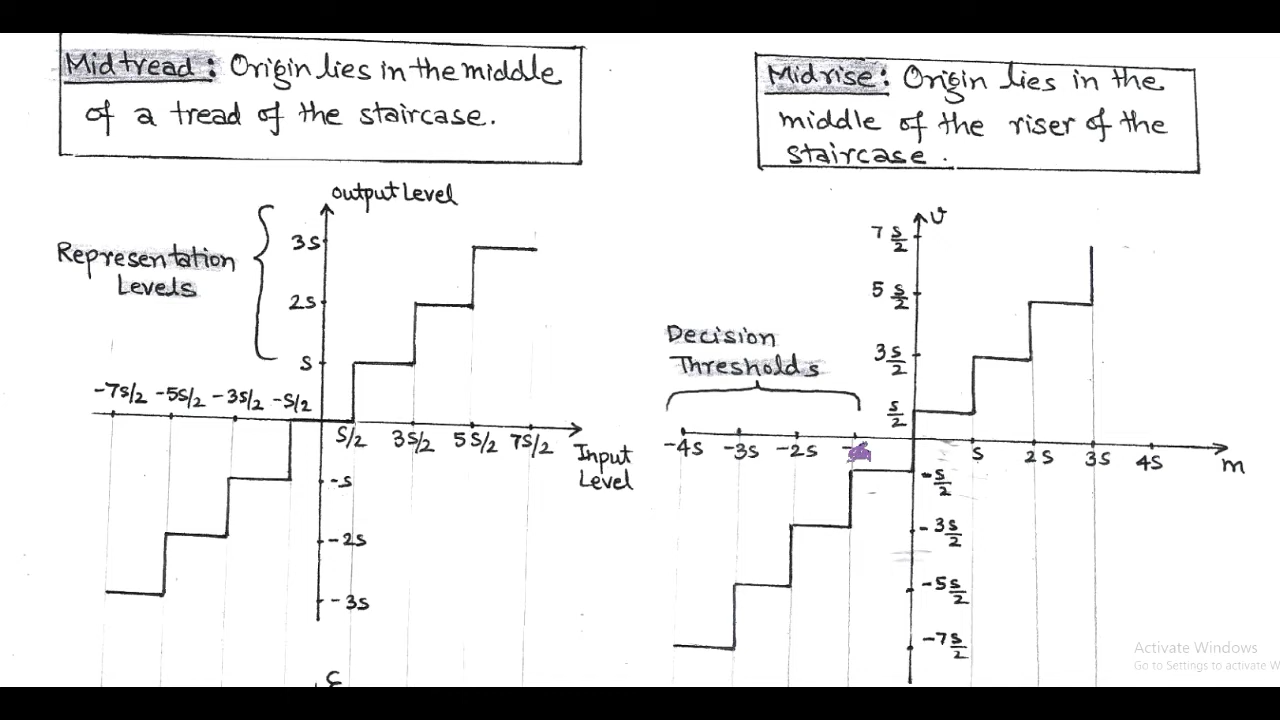 Midtread: Origin lies in the middle
of a tread of the staircase.
Midrise: Origin lies in the
middle of the riser of the
staircase.
Output Level
Representation
Levels
3S
2S
S
-7S/2 -5S/2 -3S/2 -S/2
S/2 3S/2 5S/2 7S/2
Input
Level
-S
-2S
-3S
υ
7 S/2
5 S/2
3 S/2
S/2
Decision
Thresholds
-4S -3S -2S
S 2S 3S 4S
m
-S/2
-3S/2
-5S/2
-7S/2
Activate Windows
Go to Settings to activate W